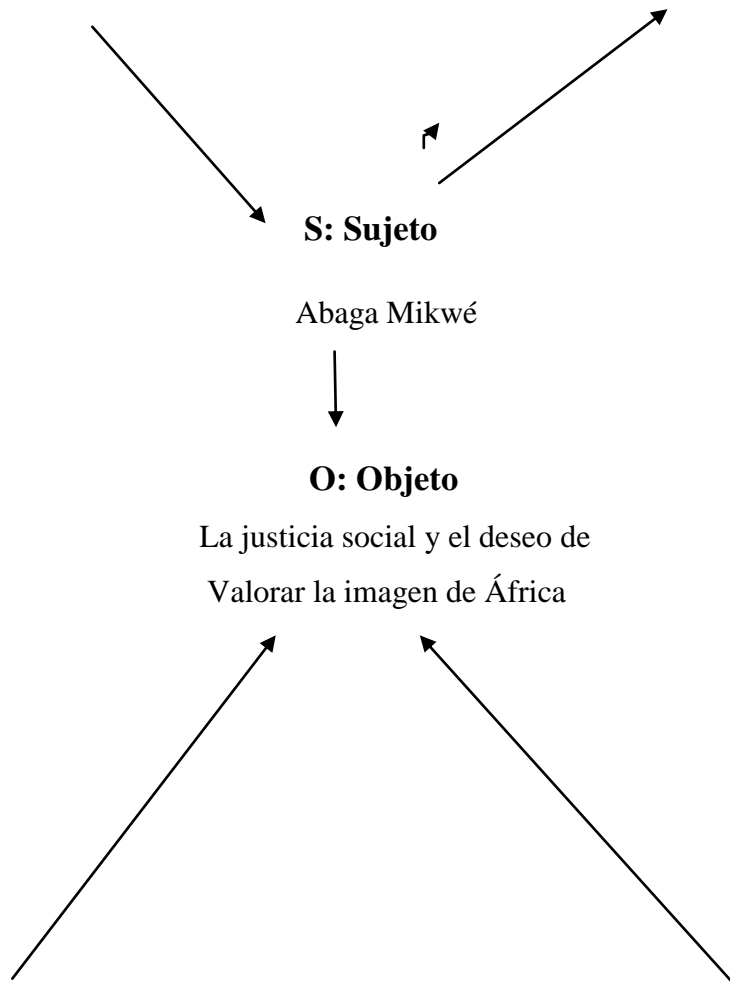 S: Sujeto
Abaga Mikwé
O: Objeto
La justicia social y el deseo de
Valorar la imagen de África